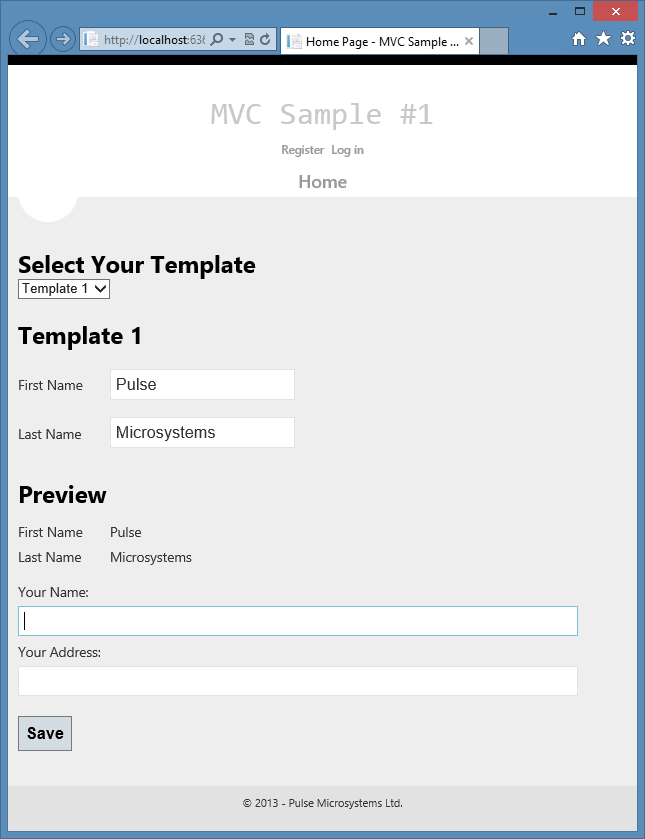 http://localhost:636
Home Page - MVC Sample ...
MVC Sample #1
Register Log in
Home
Select Your Template
Template 1
Template 1
First Name Pulse
Last Name Microsystems
Preview
First Name Pulse
Last Name Microsystems
Your Name:
Your Address:
Save
© 2013 - Pulse Microsystems Ltd.